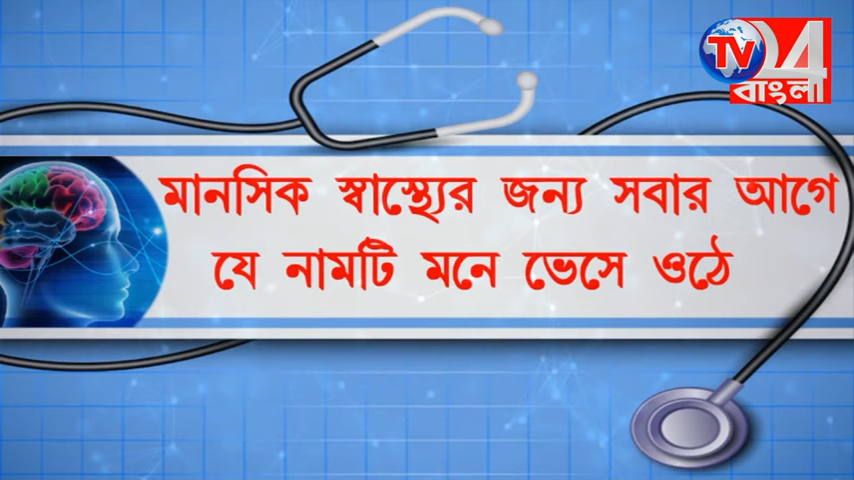 TV 24
বাংলা
মানসিক স্বাস্থ্যের জন্য সবার আগে
যে নামটি মনে ভেসে ওঠে